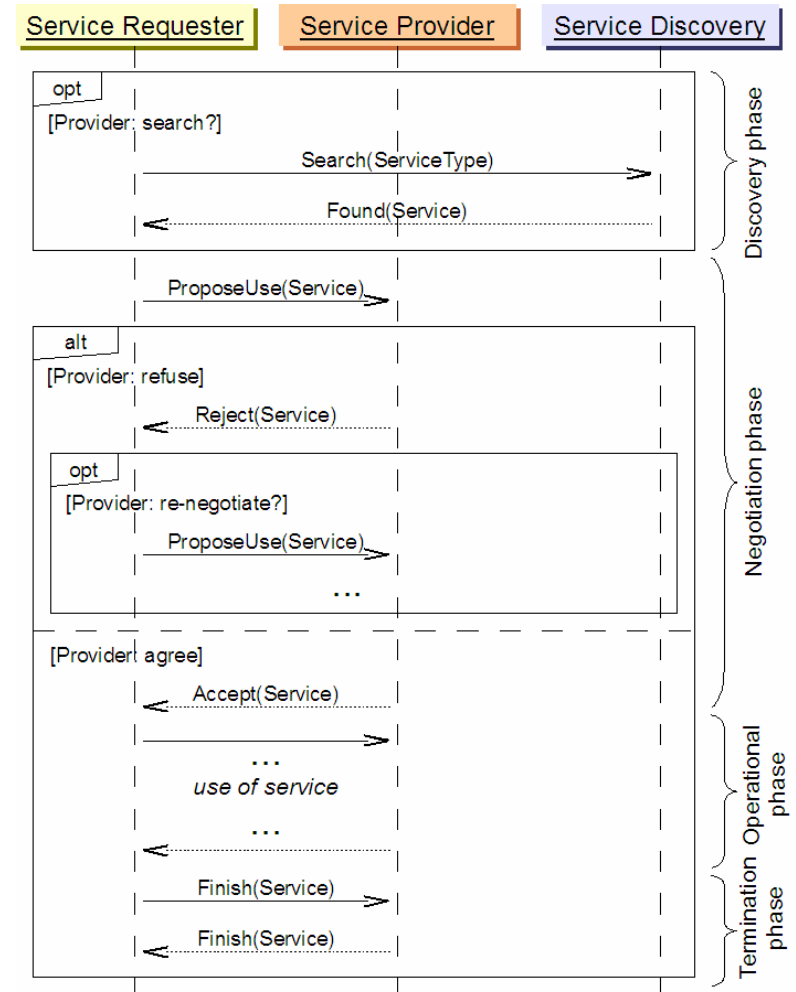 Service Requester
Service Provider
Service Discovery
opt
[Provider: search?]
Search(ServiceType)
Found(Service)
Discovery phase
ProposeUse(Service)
alt
[Provider: refuse]
Reject(Service)
opt
[Provider: re-negotiate?]
ProposeUse(Service)
...
Negotiation phase
[Provider: agree]
Accept(Service)
...
use of service
...
Operational
phase
Finish(Service)
Finish(Service)
Termination
phase